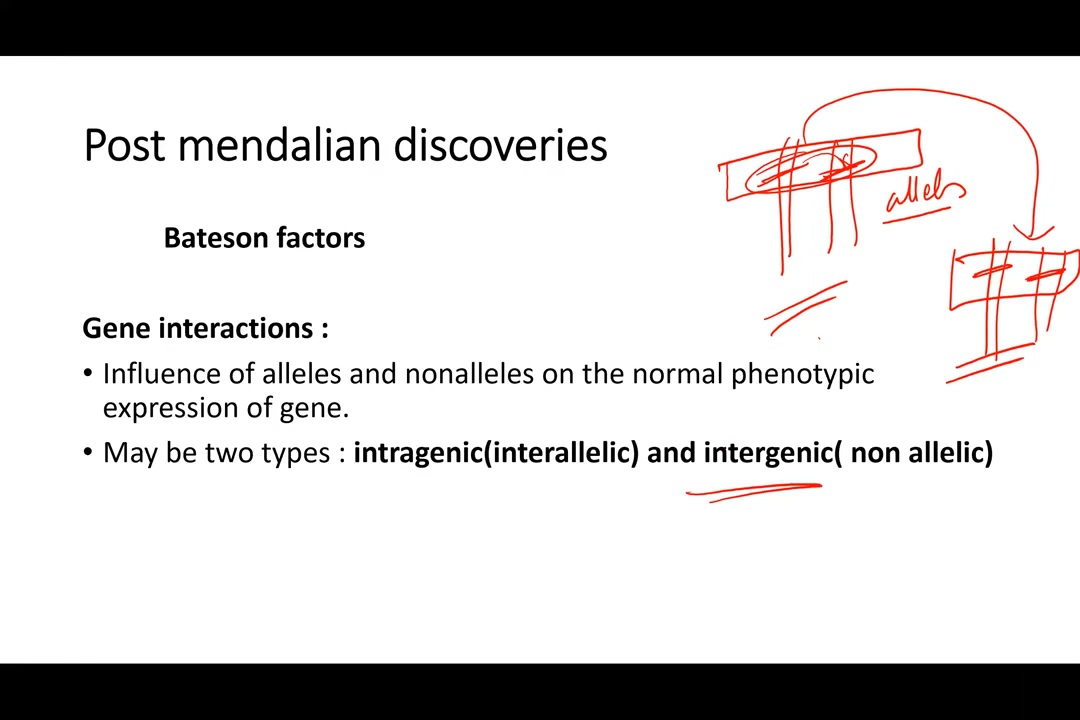 Post mendalian discoveries
allels
Bateson factors
Gene interactions :
• Influence of alleles and nonalleles on the normal phenotypic
expression of gene.
• May be two types : intragenic(interallelic) and intergenic( non allelic)